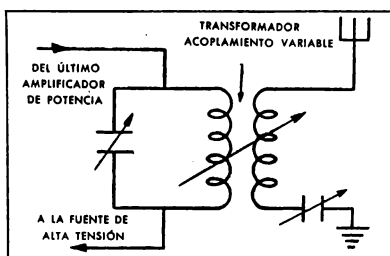 TRANSFORMADOR
ACOPLAMIENTO VARIABLE
DEL ÚLTIMO
AMPLIFICADOR
DE POTENCIA
A LA FUENTE DE
ALTA TENSIÓN